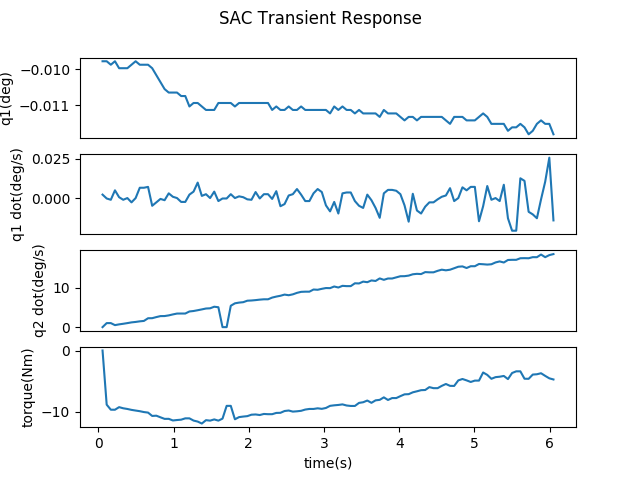 SAC Transient Response
−0.010
−0.011
q1(deg)
0.025
0.000
q1 dot(deg/s)
10
0
q2 dot(deg/s)
0
−10
torque(Nm)
0 1 2 3 4 5 6
time(s)